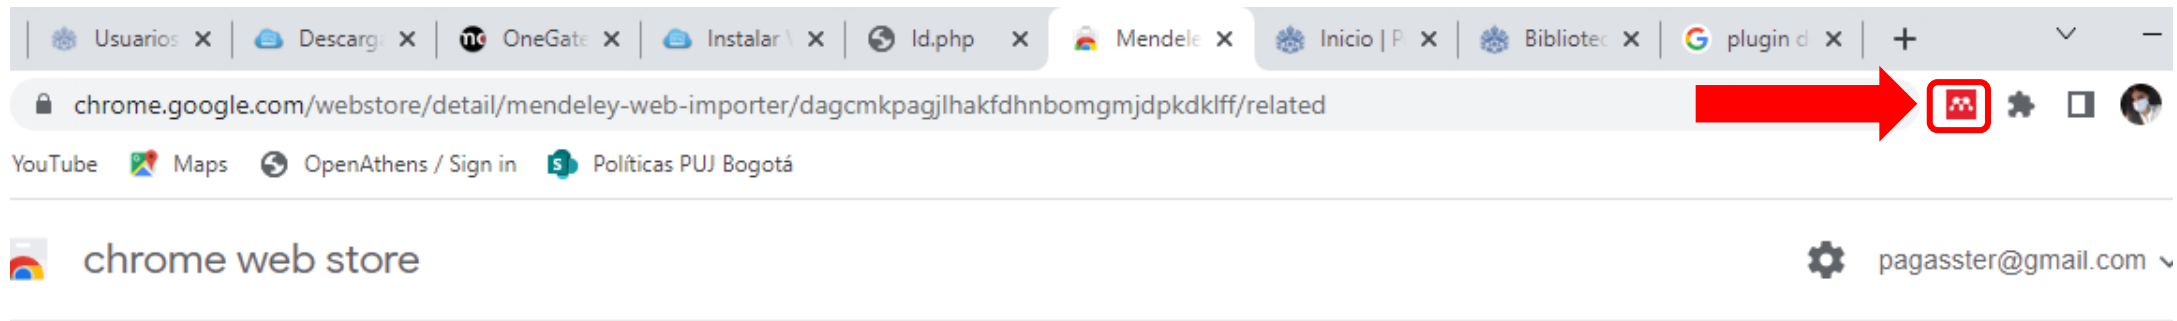 Usuarios Descarg OneGate Instalar Id.php Mendele Inicio | P Bibliotec plugin d
chrome.google.com/webstore/detail/mendeley-web-importer/dagcmkpagjlhakfdhnbomgmjdpkdklff/related
YouTube Maps OpenAthens / Sign in Políticas PUJ Bogotá
chrome web store pagasster@gmail.com